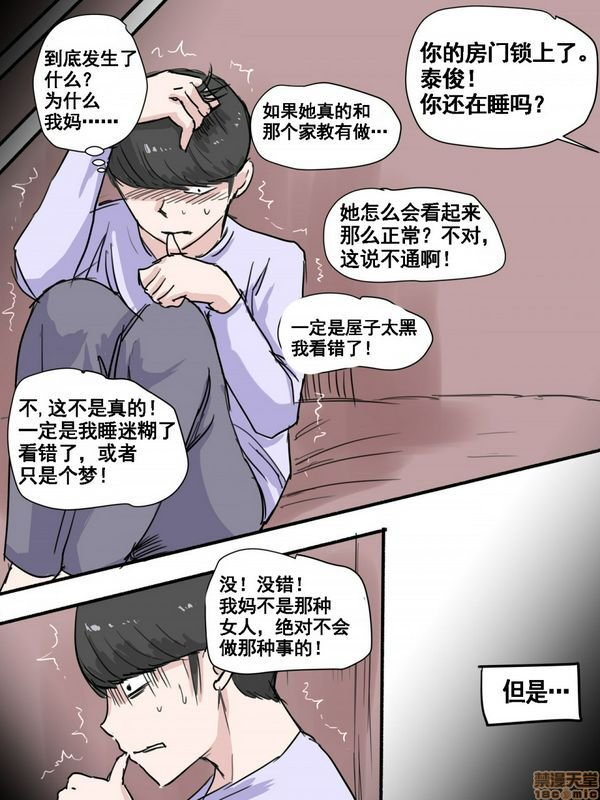 你的房门锁上了。
泰俊！
你还在睡吗？
到底发生了
什么？
为什么
我妈……
如果她真的和
那个家教有做…
她怎么会看起来
那么正常？不对，
这说不通啊！
一定是屋子太黑
我看错了！
不,这不是真的！
一定是我睡迷糊了
看错了，或者
只是个梦！
没！没错！
我妈不是那种
女人，绝对不会
做那种事的！
但是…
禁漫天堂
18comic